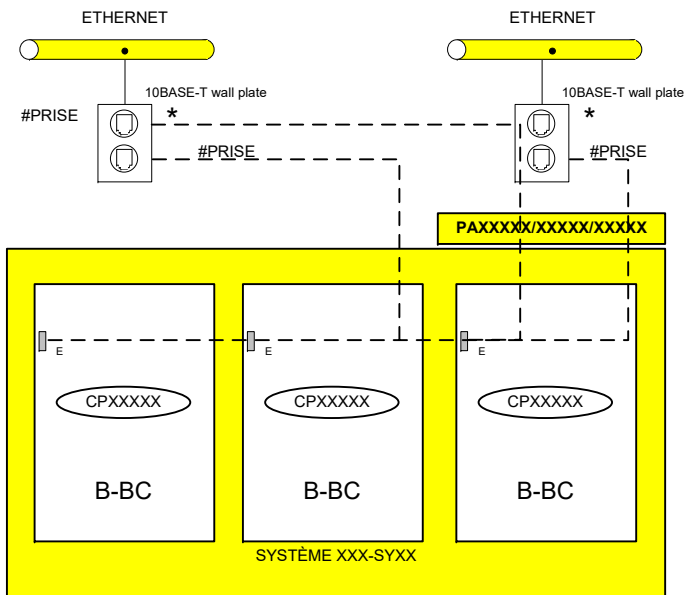 ETHERNET
ETHERNET
10BASE-T wall plate
10BASE-T wall plate
#PRISE
*
*
#PRISE
#PRISE
PAXXXXX/XXXXX/XXXXX
E
E
E
CPXXXXX
CPXXXXX
CPXXXXX
B-BC
B-BC
B-BC
SYSTÈME XXX-SYXX